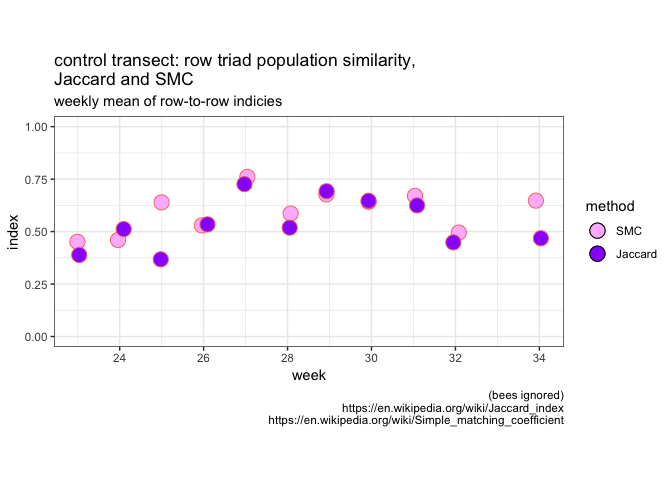 control transect: row triad population similarity,
Jaccard and SMC
weekly mean of row-to-row indicies
1.00
0.75
0.50
0.25
0.00
index
24 26 28 30 32 34
week
method
SMC
Jaccard
(bees ignored)
https://en.wikipedia.org/wiki/Jaccard_index
https://en.wikipedia.org/wiki/Simple_matching_coefficient